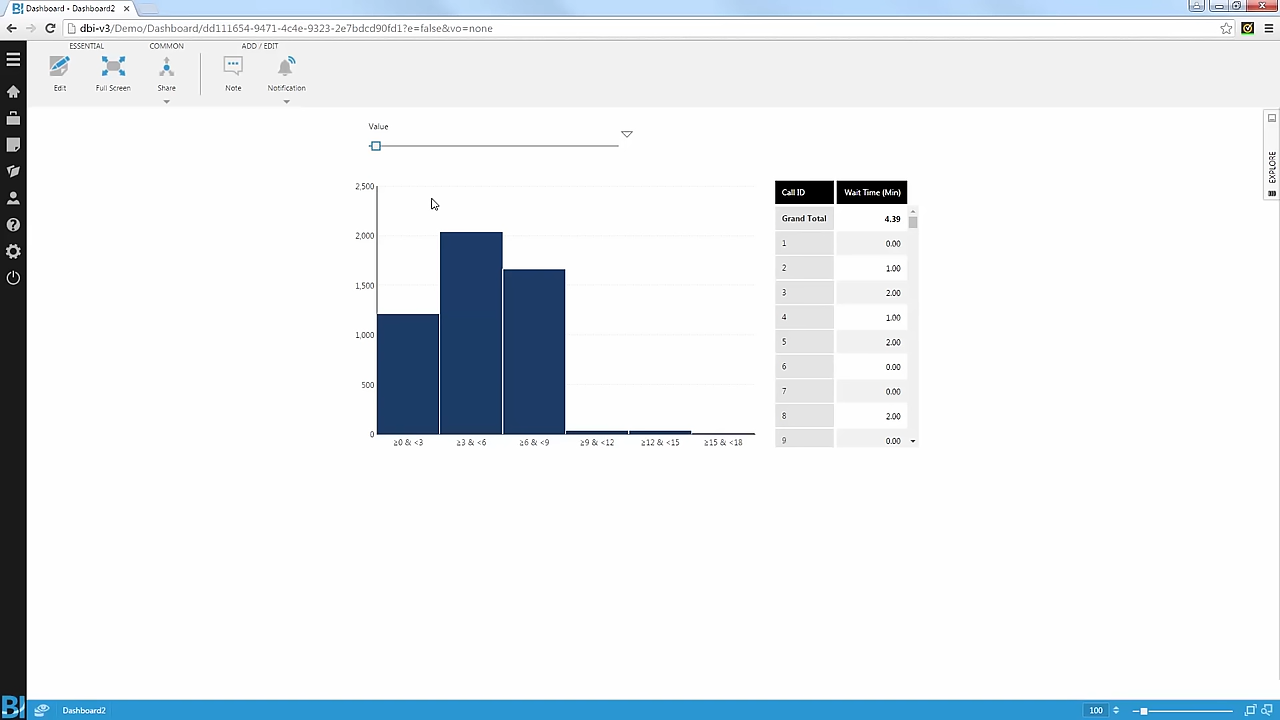 Dashboard • Dashboard2
dbi-v3/Demo/Dashboard/dd111654-9471-4c4e-9323-2e7bdcd90fd1?e=false&vo=none
ESSENTIAL COMMON ADD / EDIT
Edit Full Screen Share Note Notification
Value
EXPLORE
2,500
2,000
1,500
1,000
500
0
≥0 & <3 ≥3 & <6 ≥6 & <9 ≥9 & <12 ≥12 & <15 ≥15 & <18
Call ID Wait Time (Min)
Grand Total 4.39
1 0.00
2 1.00
3 2.00
4 1.00
5 2.00
6 0.00
7 0.00
8 2.00
9 0.00
BI Dashboard2 100